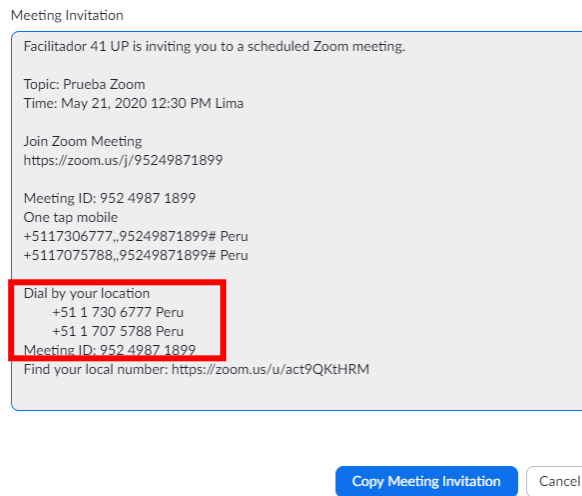 Meeting Invitation
Facilitador 41 UP is inviting you to a scheduled Zoom meeting.
Topic: Prueba Zoom
Time: May 21, 2020 12:30 PM Lima
Join Zoom Meeting
https://zoom.us/j/95249871899
Meeting ID: 952 4987 1899
One tap mobile
+5117306777,,95249871899# Peru
+5117075788,,95249871899# Peru
Dial by your location
+51 1 730 6777 Peru
+51 1 707 5788 Peru
Meeting ID: 952 4987 1899
Find your local number: https://zoom.us/u/act9QKtHRM
Copy Meeting Invitation
Cancel